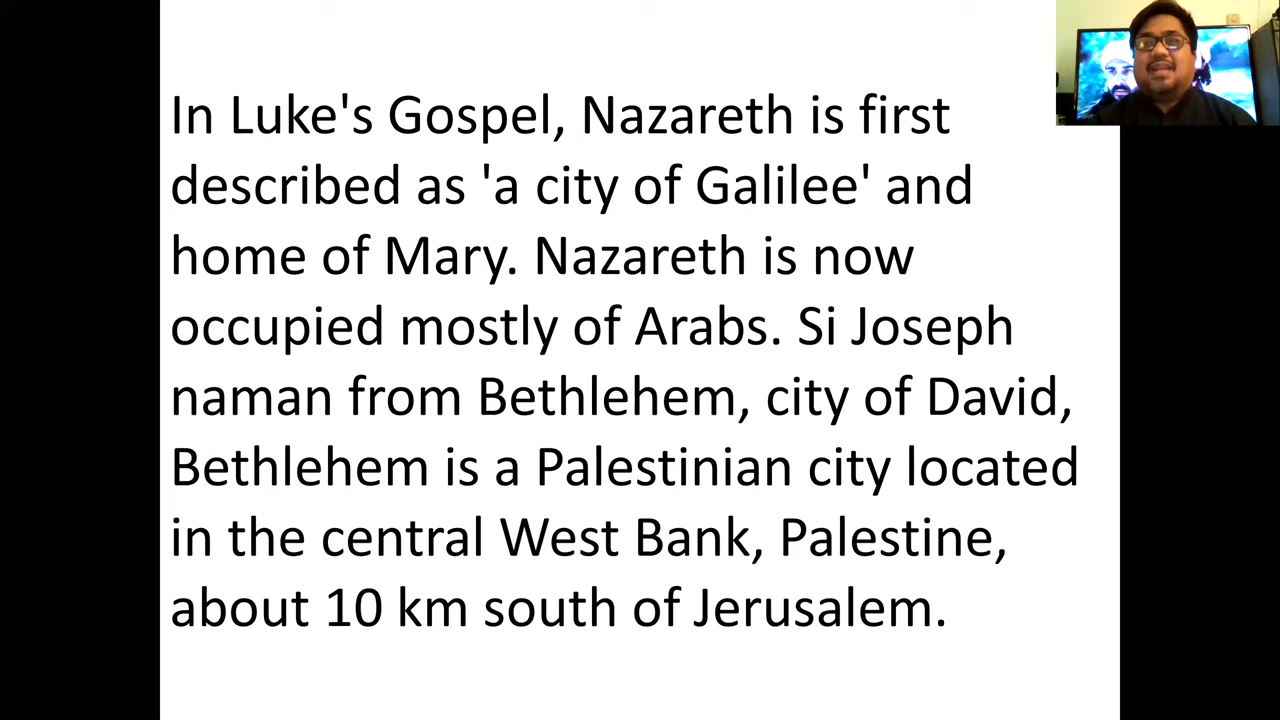 In Luke's Gospel, Nazareth is first
described as 'a city of Galilee' and
home of Mary. Nazareth is now
occupied mostly of Arabs. Si Joseph
naman from Bethlehem, city of David,
Bethlehem is a Palestinian city located
in the central West Bank, Palestine,
about 10 km south of Jerusalem.